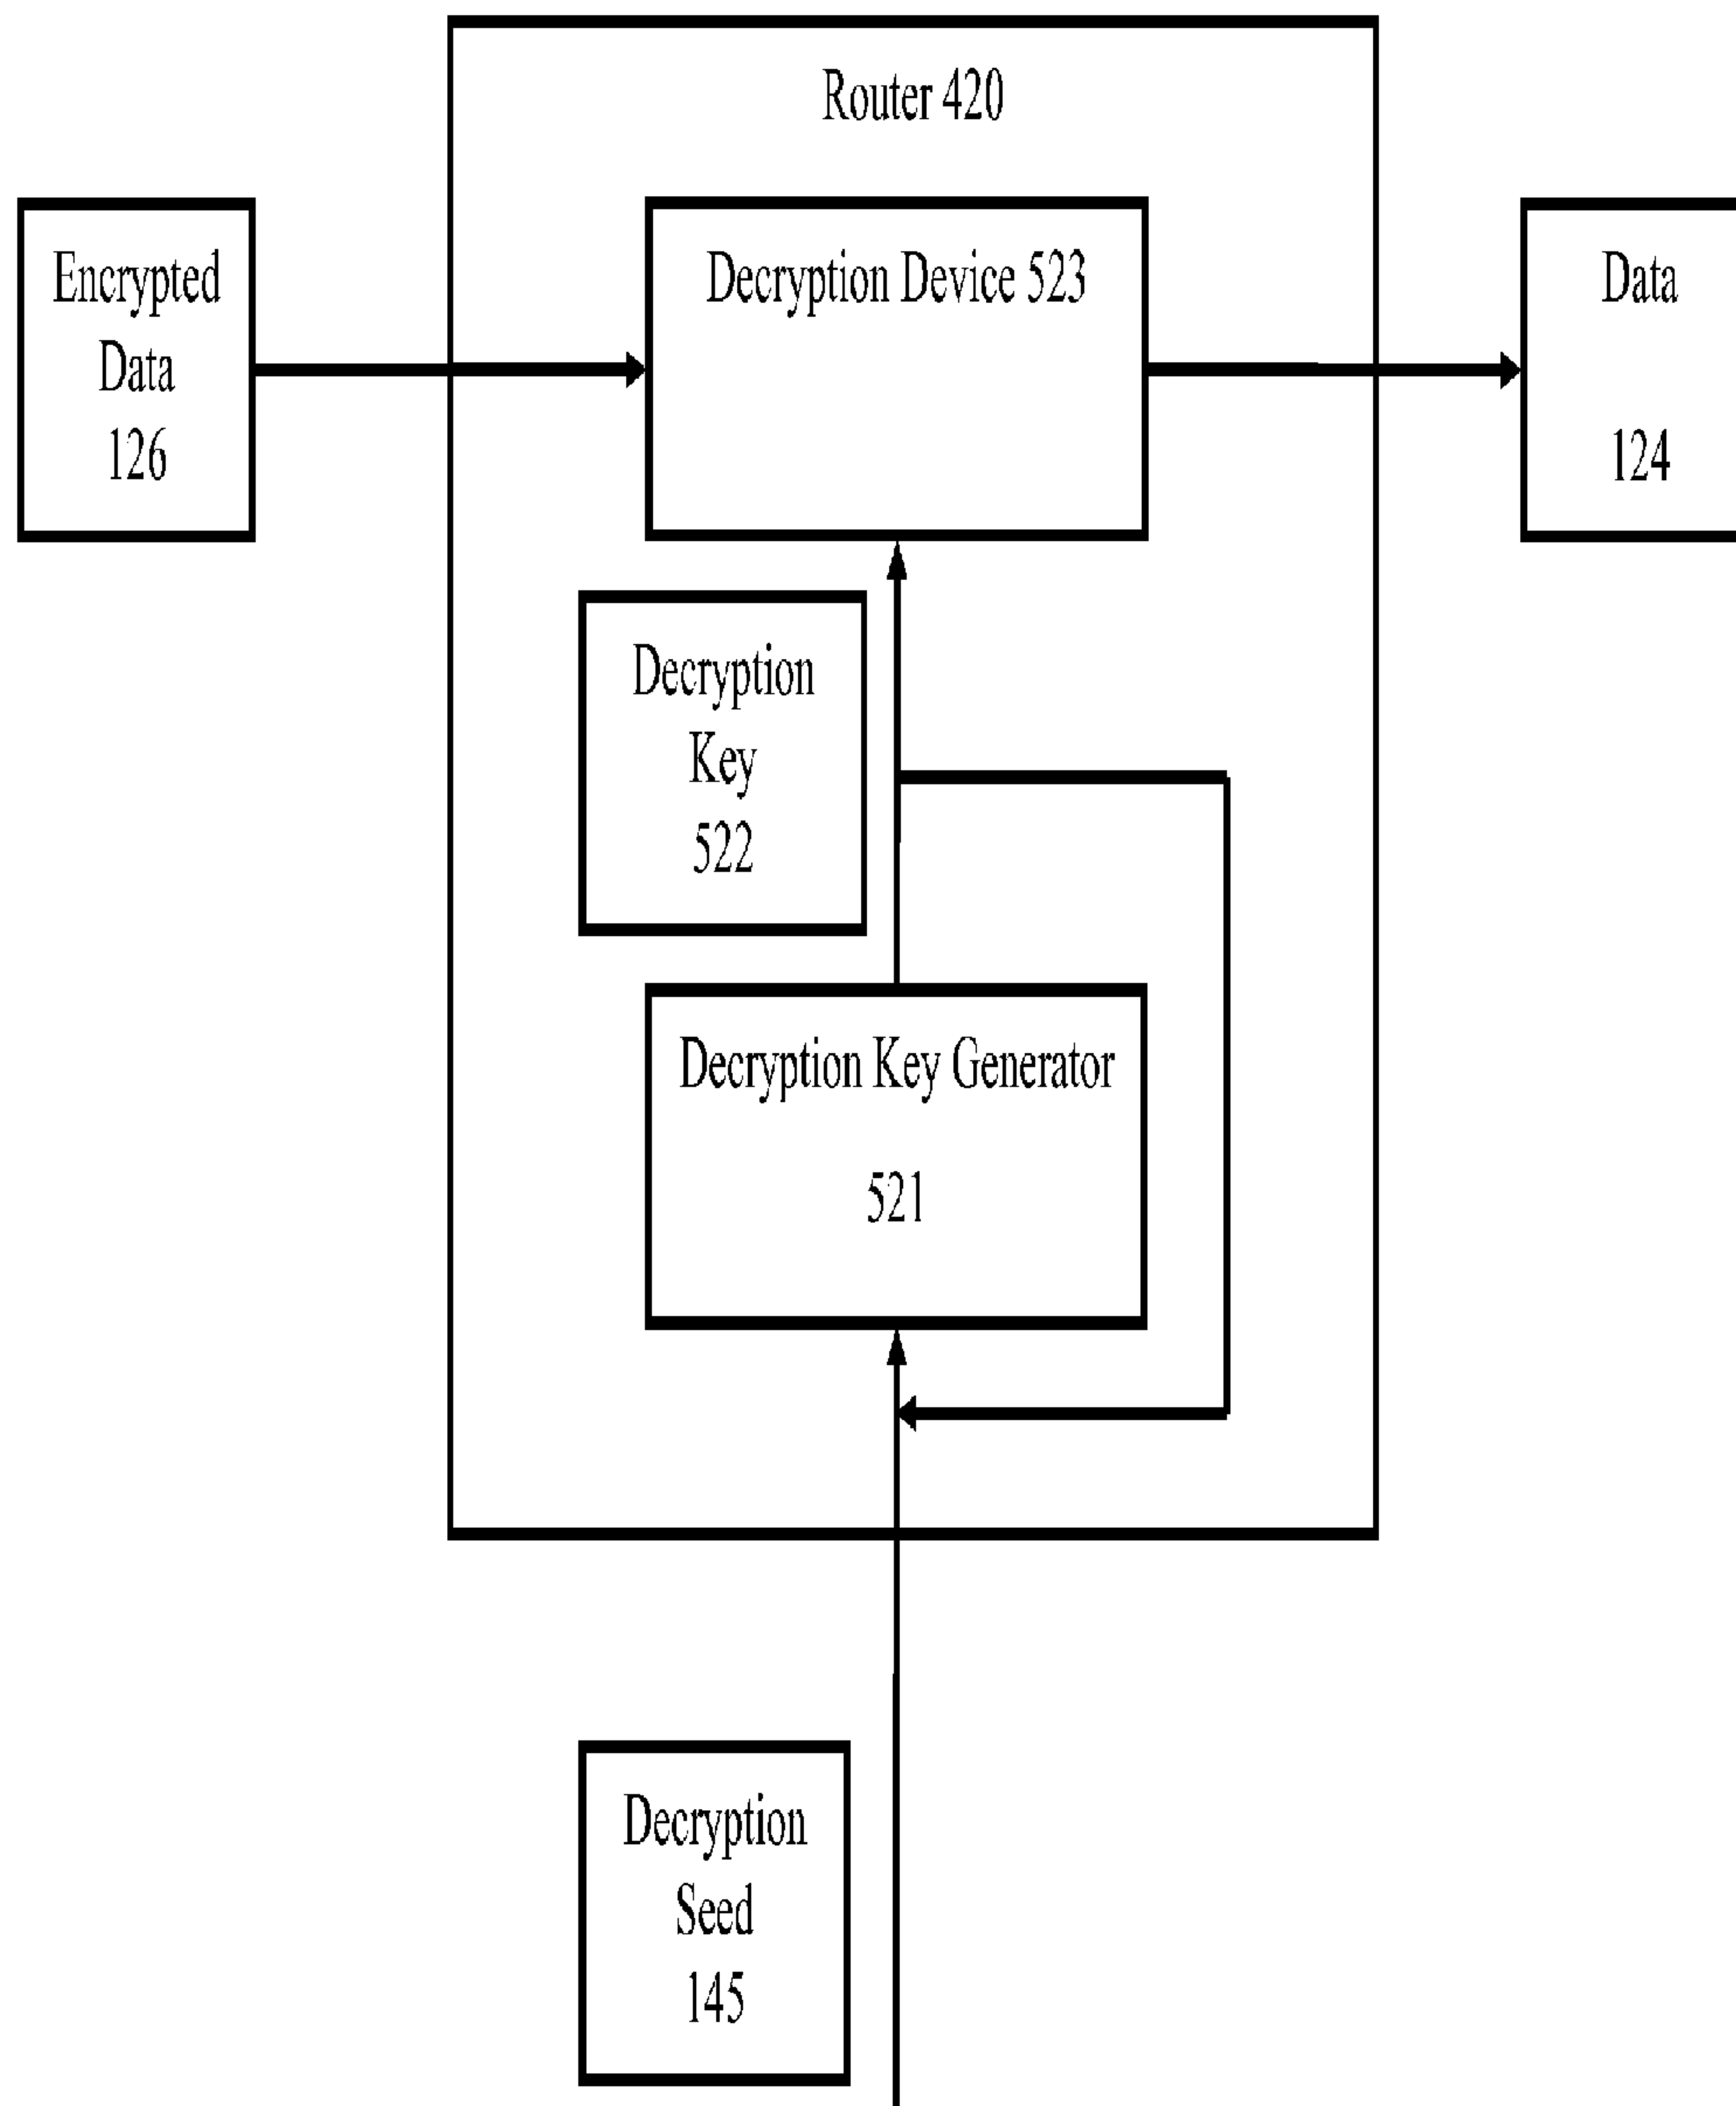 Router 420
Encrypted
Data
126
Decryption Device 523
Data
124
Decryption
Key
522
Decryption Key Generator
521
Decryption
Seed
145